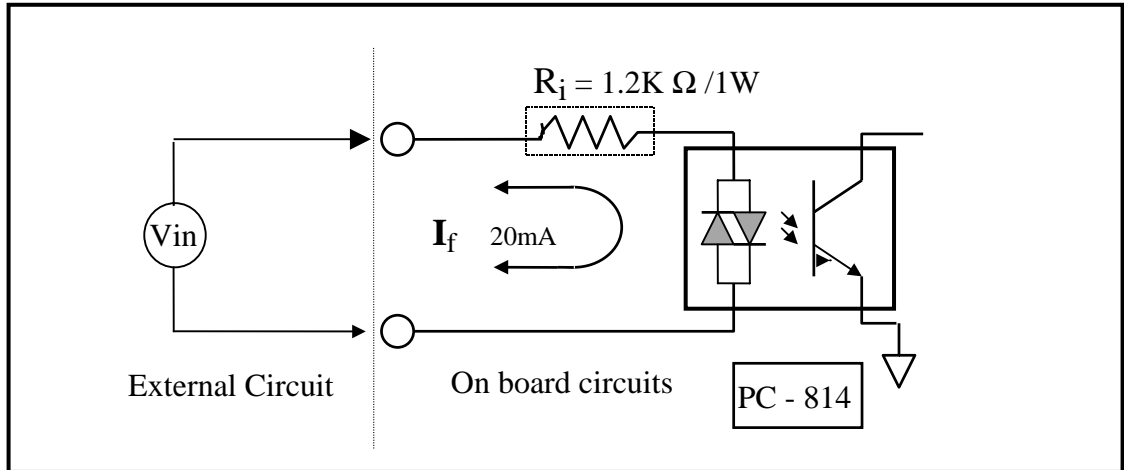 Ri = 1.2K Ω /1W
Vin
If 20mA
External Circuit
On board circuits
PC - 814